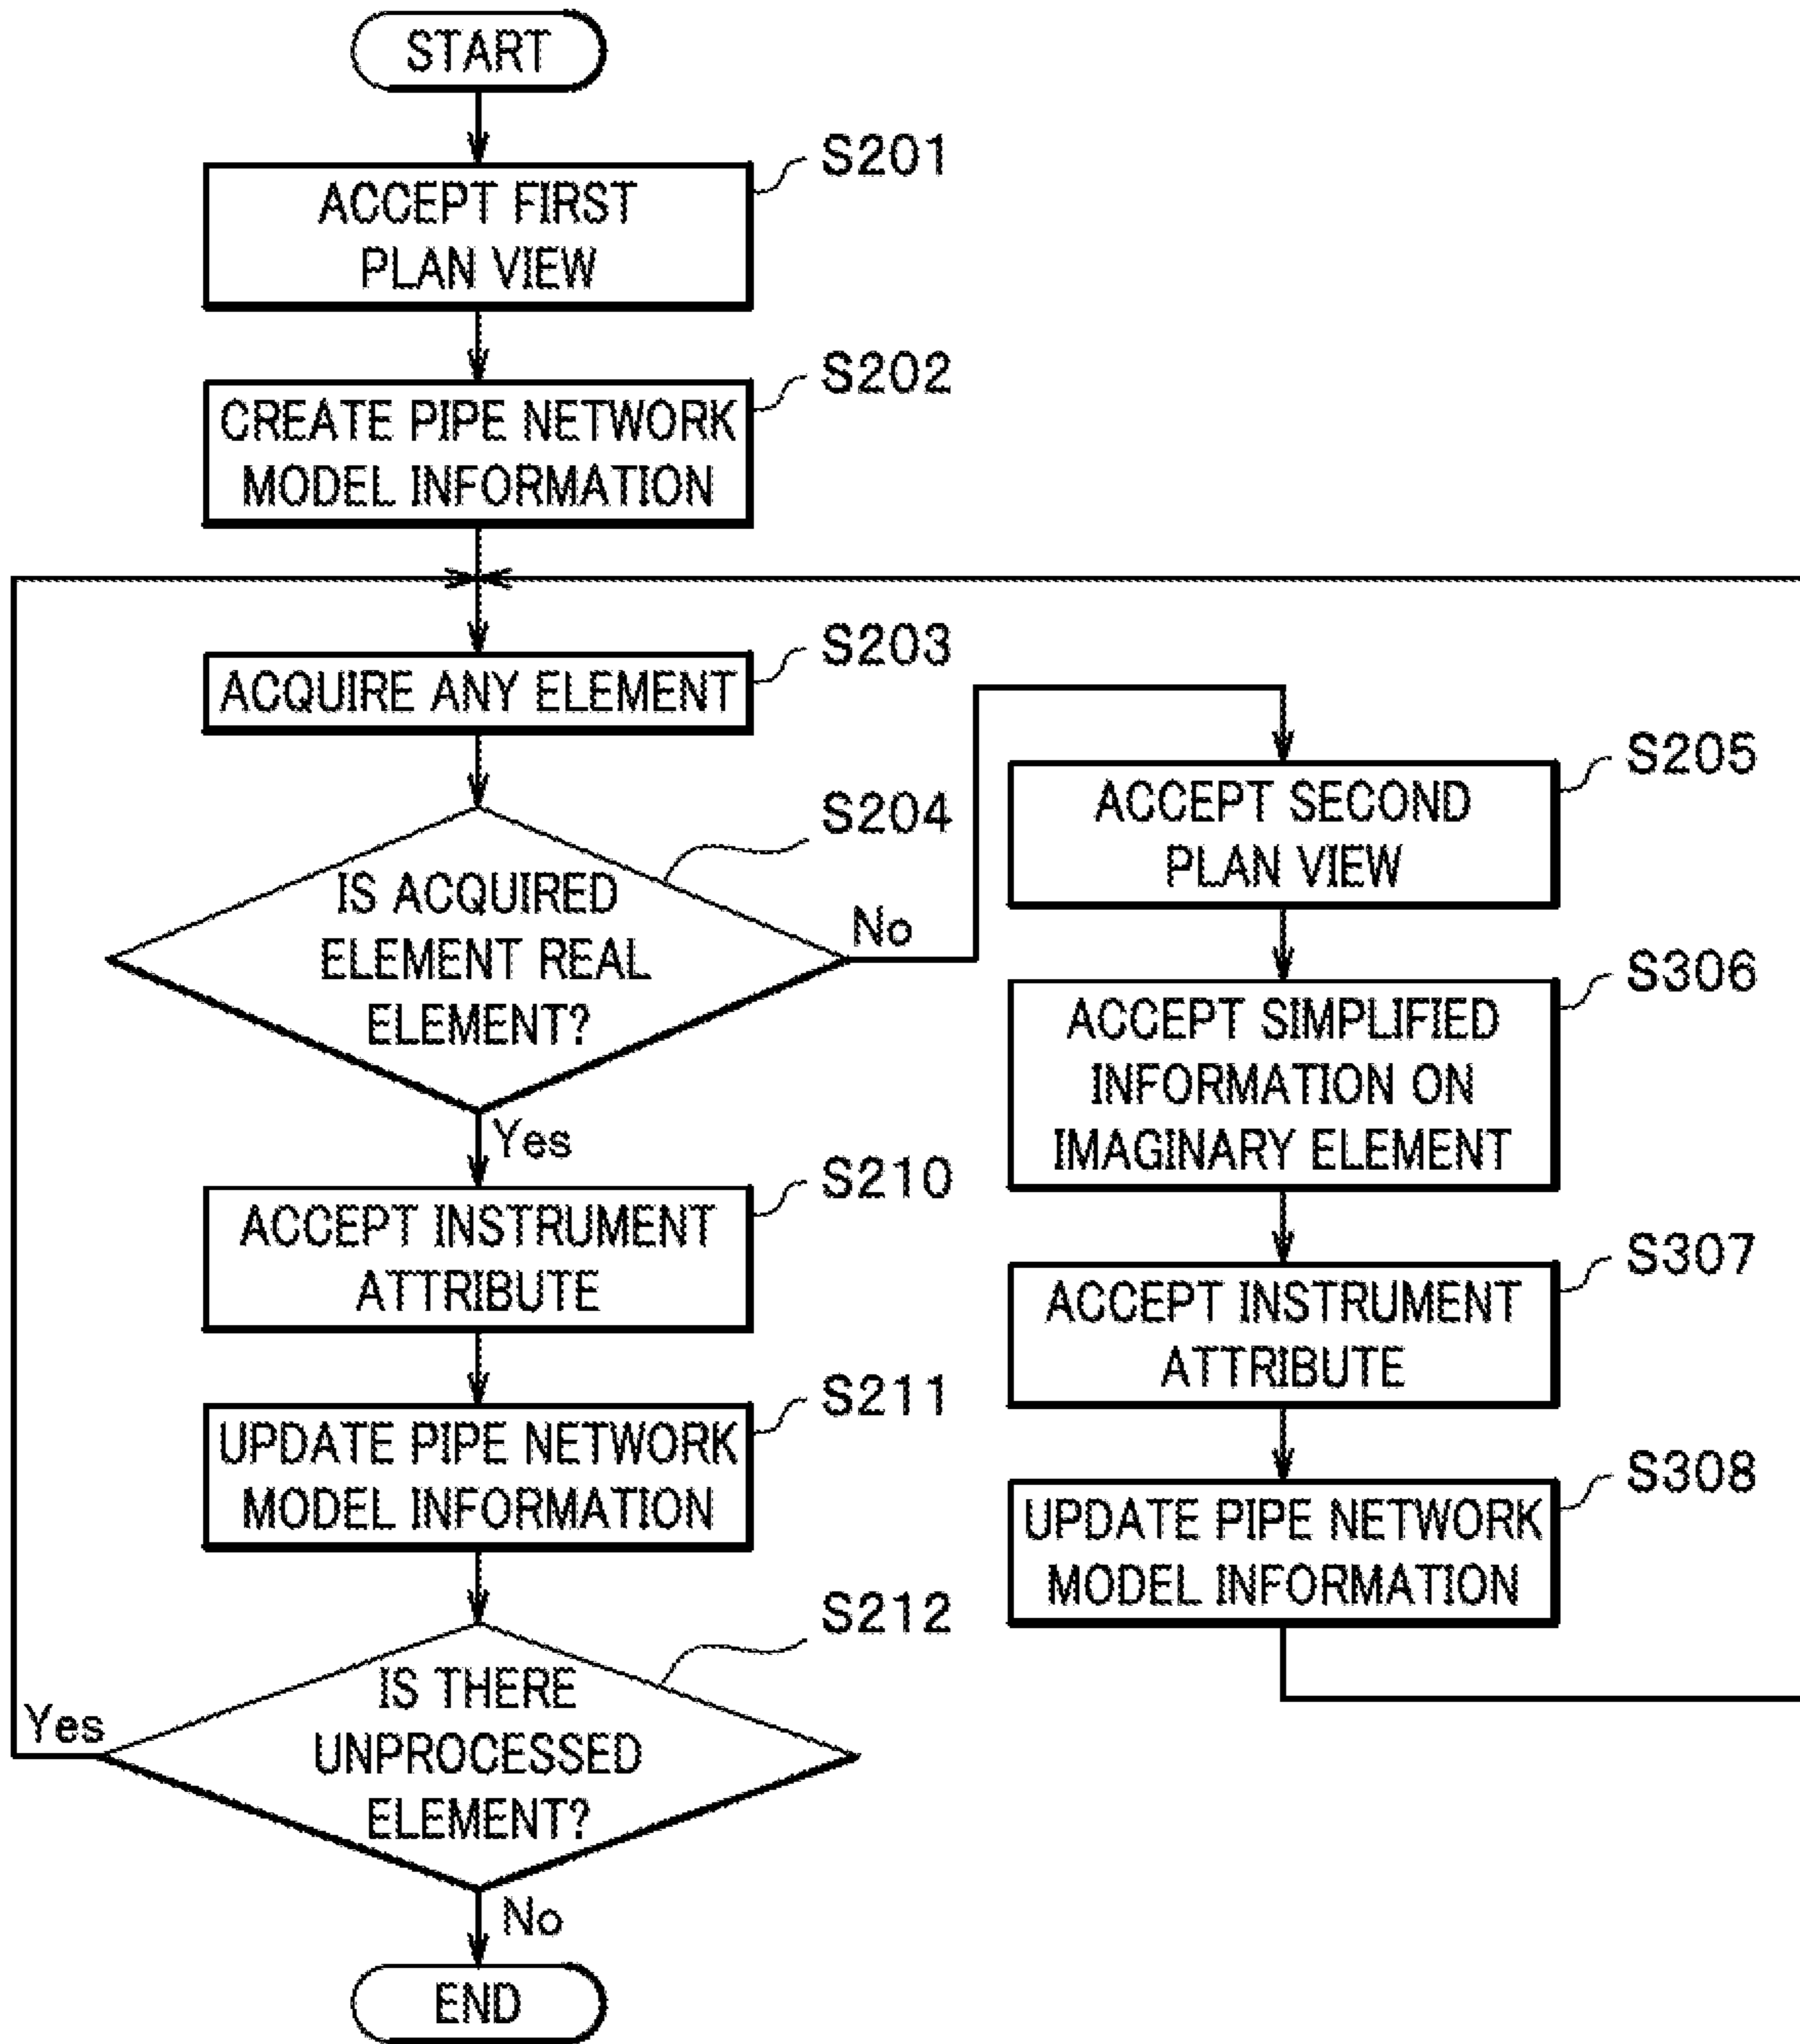 START
S201
ACCEPT FIRST
PLAN VIEW
S202
CREATE PIPE NETWORK
MODEL INFORMATION
S203
ACQUIRE ANY ELEMENT
S204
IS ACQUIRED
ELEMENT REAL
ELEMENT?
No
Yes
S205
ACCEPT SECOND
PLAN VIEW
S306
ACCEPT SIMPLIFIED
INFORMATION ON
IMAGINARY ELEMENT
S307
ACCEPT INSTRUMENT
ATTRIBUTE
S308
UPDATE PIPE NETWORK
MODEL INFORMATION
S210
ACCEPT INSTRUMENT
ATTRIBUTE
S211
UPDATE PIPE NETWORK
MODEL INFORMATION
S212
IS THERE
UNPROCESSED
ELEMENT?
Yes
No
END